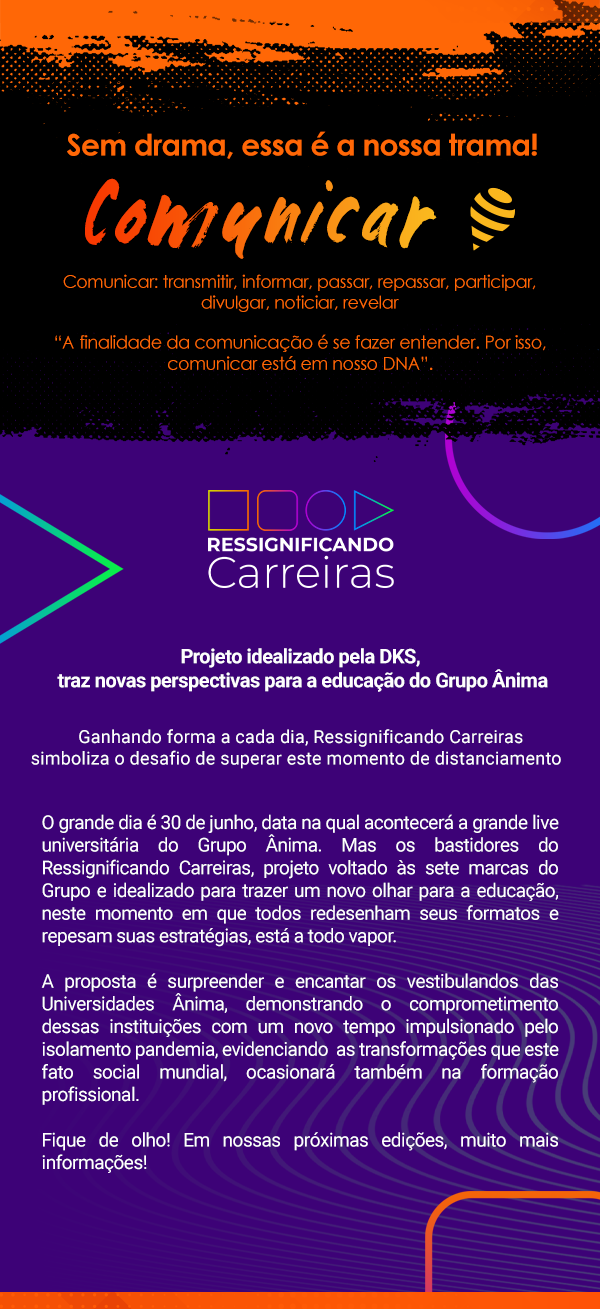 Sem drama, essa é a nossa trama!
Comunicar
Comunicar: transmitir, informar, passar, repassar, participar,
divulgar, noticiar, revelar
“A finalidade da comunicação é se fazer entender. Por isso,
comunicar está em nosso DNA”.
RESSIGNIFICANDO
Carreiras
Projeto idealizado pela DKS,
traz novas perspectivas para a educação do Grupo Ânima
Ganhando forma a cada dia, Ressignificando Carreiras
simboliza o desafio de superar este momento de distanciamento
O grande dia é 30 de junho, data na qual acontecerá a grande live
universitária do Grupo Ânima. Mas os bastidores do
Ressignificando Carreiras, projeto voltado às sete marcas do
Grupo e idealizado para trazer um novo olhar para a educação,
neste momento em que todos redesenham seus formatos e
repesam suas estratégias, está a todo vapor.
A proposta é surpreender e encantar os vestibulandos das
Universidades Ânima, demonstrando o comprometimento
dessas instituições com um novo tempo impulsionado pelo
isolamento pandemia, evidenciando as transformações que este
fato social mundial, ocasionará também na formação
profissional.
Fique de olho! Em nossas próximas edições, muito mais
informações!